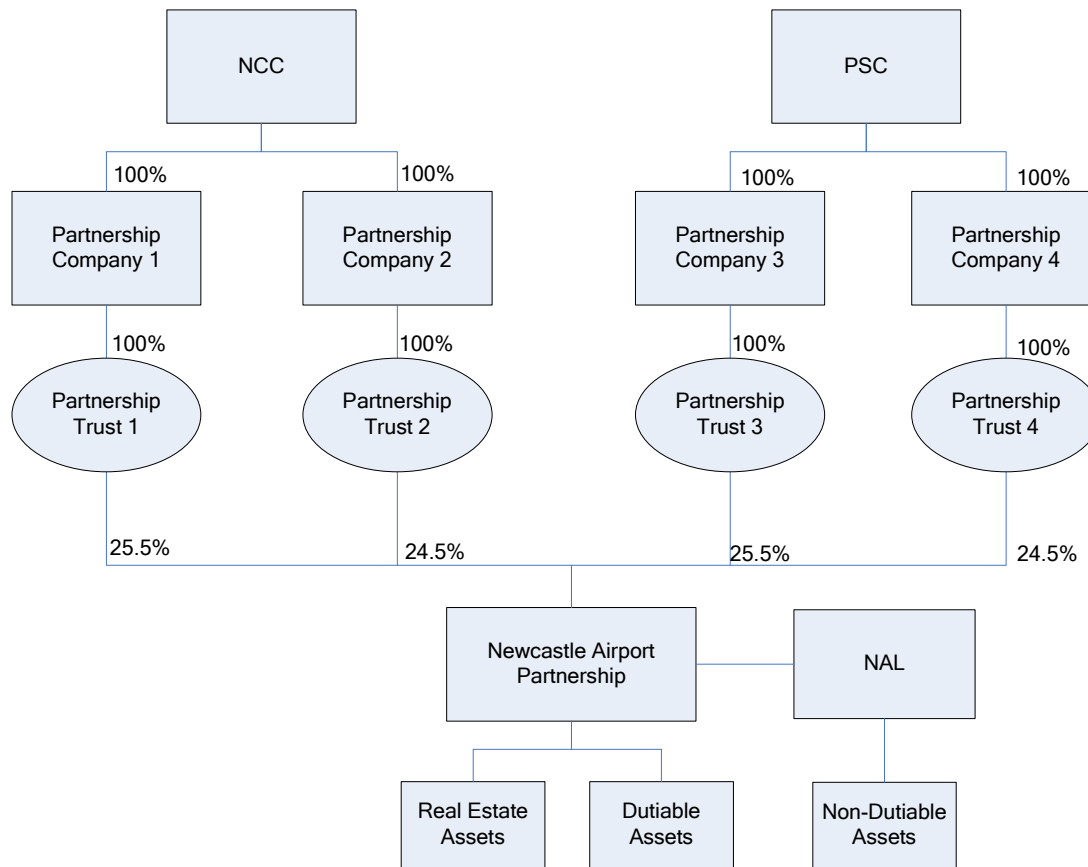 NCC
PSC
100%
100%
100%
100%
Partnership
Company 1
Partnership
Company 2
Partnership
Company 3
Partnership
Company 4
100%
100%
100%
100%
Partnership
Trust 1
Partnership
Trust 2
Partnership
Trust 3
Partnership
Trust 4
25.5%
24.5%
25.5%
24.5%
Newcastle Airport
Partnership
NAL
Real Estate
Assets
Dutiable
Assets
Non-Dutiable
Assets